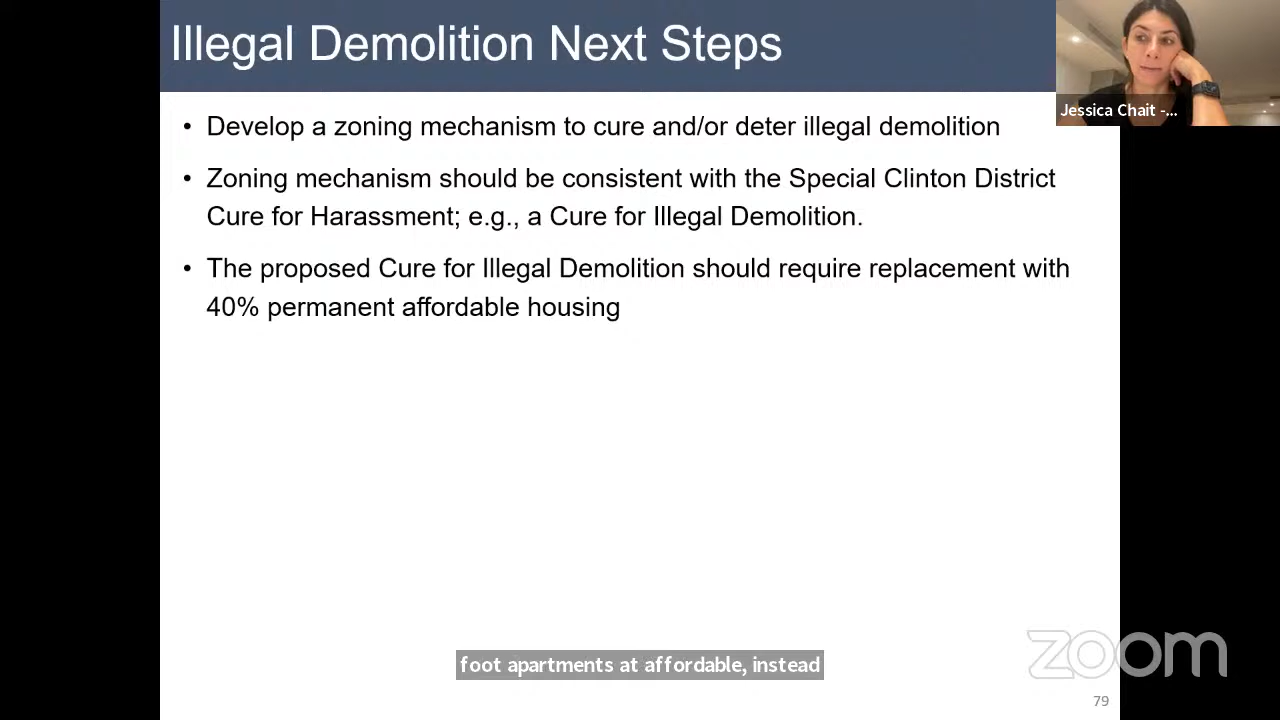 Illegal Demolition Next Steps
Jessica Chait -...
• Develop a zoning mechanism to cure and/or deter illegal demolition
• Zoning mechanism should be consistent with the Special Clinton District
Cure for Harassment; e.g., a Cure for Illegal Demolition.
• The proposed Cure for Illegal Demolition should require replacement with
40% permanent affordable housing
foot apartments at affordable, instead
zoom
79